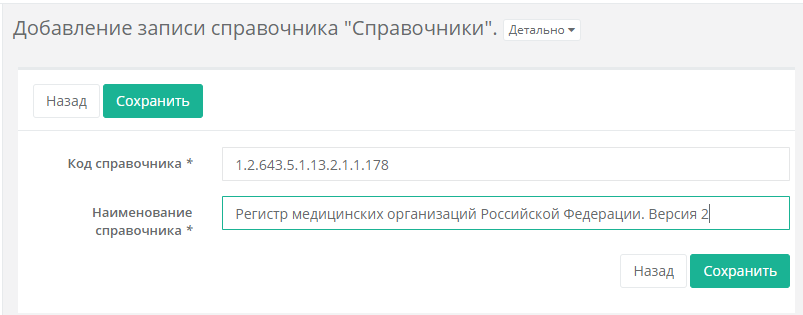 Добавление записи справочника "Справочники". Детально
Назад Сохранить
Код справочника * 1.2.643.5.1.13.2.1.1.178
Наименование справочника * Регистр медицинских организаций Российской Федерации. Версия 2
Назад Сохранить